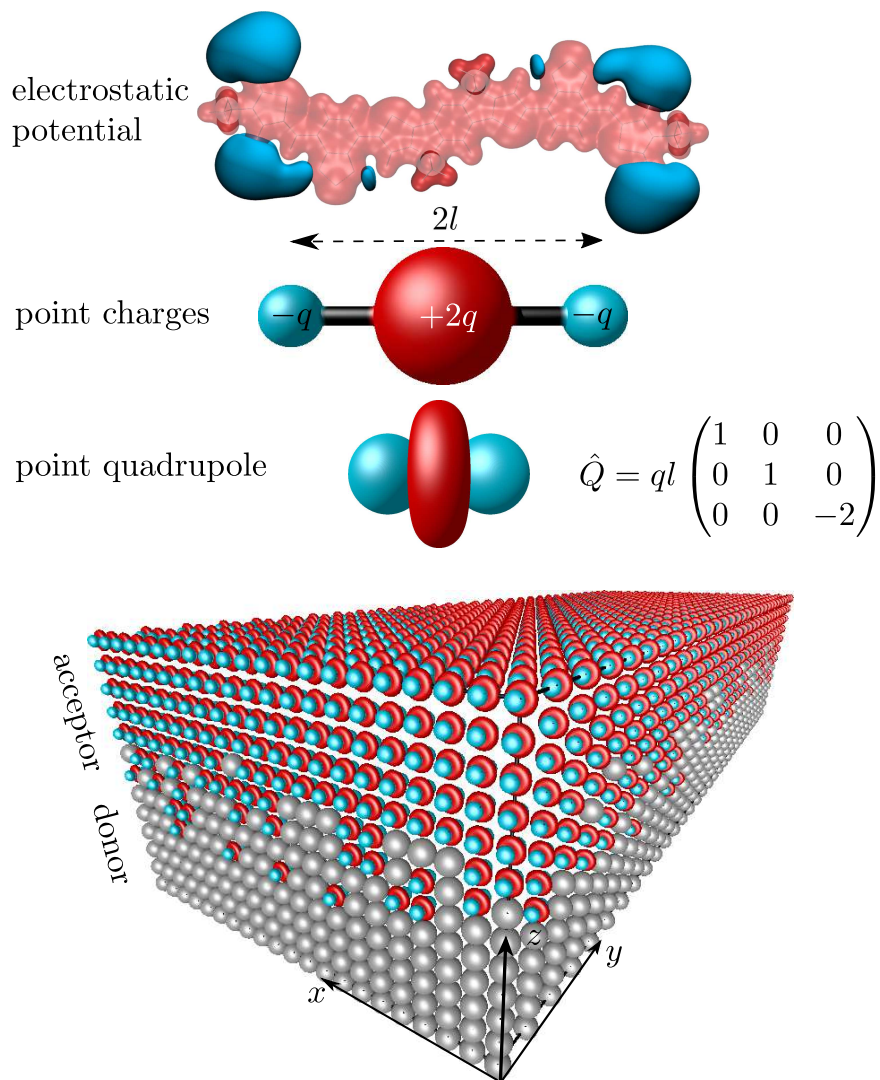 electrostatic
potential
2l
point charges
−q
+2q
−q
point quadrupole
Q̂ = ql
1 0 0
0 1 0
0 0 −2
acceptor
donor
z
y
x